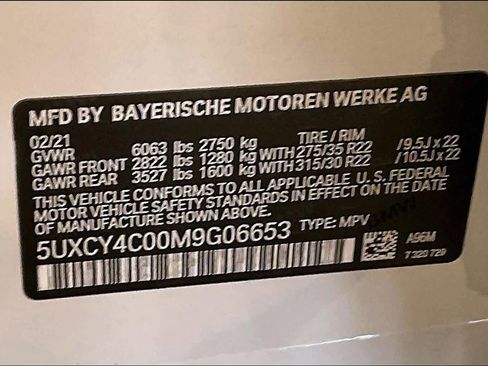 MFD BY BAYERISCHE MOTOREN WERKE AG
02/21 TIRE / RIM
GVWR 6063 lbs 2750 kg
GAWR FRONT 2822 lbs 1280 kg WITH 275/35 R22 /9.5J x 22
GAWR REAR 3527 lbs 1600 kg WITH 315/30 R22 /10.5J x 22
THIS VEHICLE CONFORMS TO ALL APPLICABLE U.S. FEDERAL
MOTOR VEHICLE SAFETY STANDARDS IN EFFECT ON THE DATE
OF MANUFACTURE SHOWN ABOVE.
5UXCY4C00M9G06653 TYPE: MPV
A96M
7 320 729